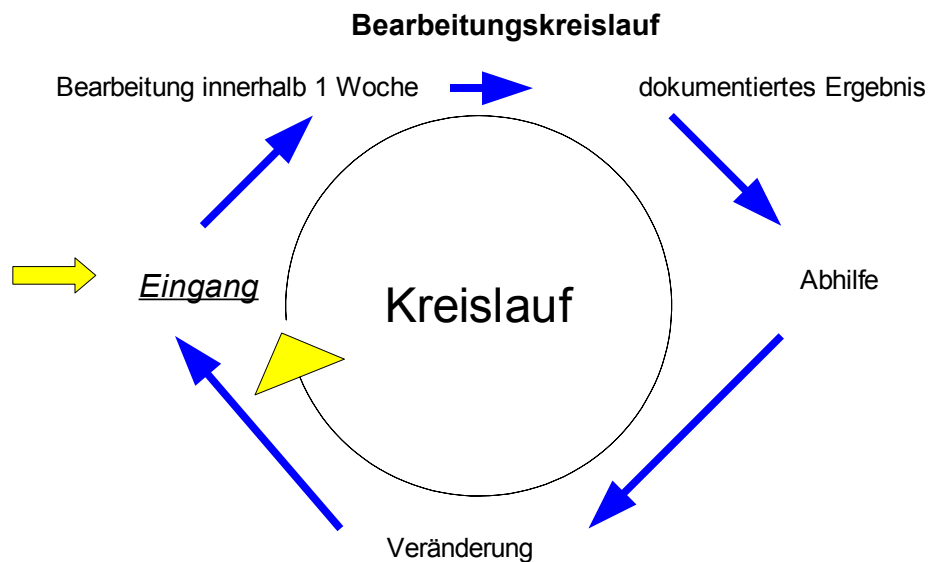 Bearbeitungskreislauf
Bearbeitung innerhalb 1 Woche
dokumentiertes Ergebnis
Eingang
Kreislauf
Abhilfe
Veränderung